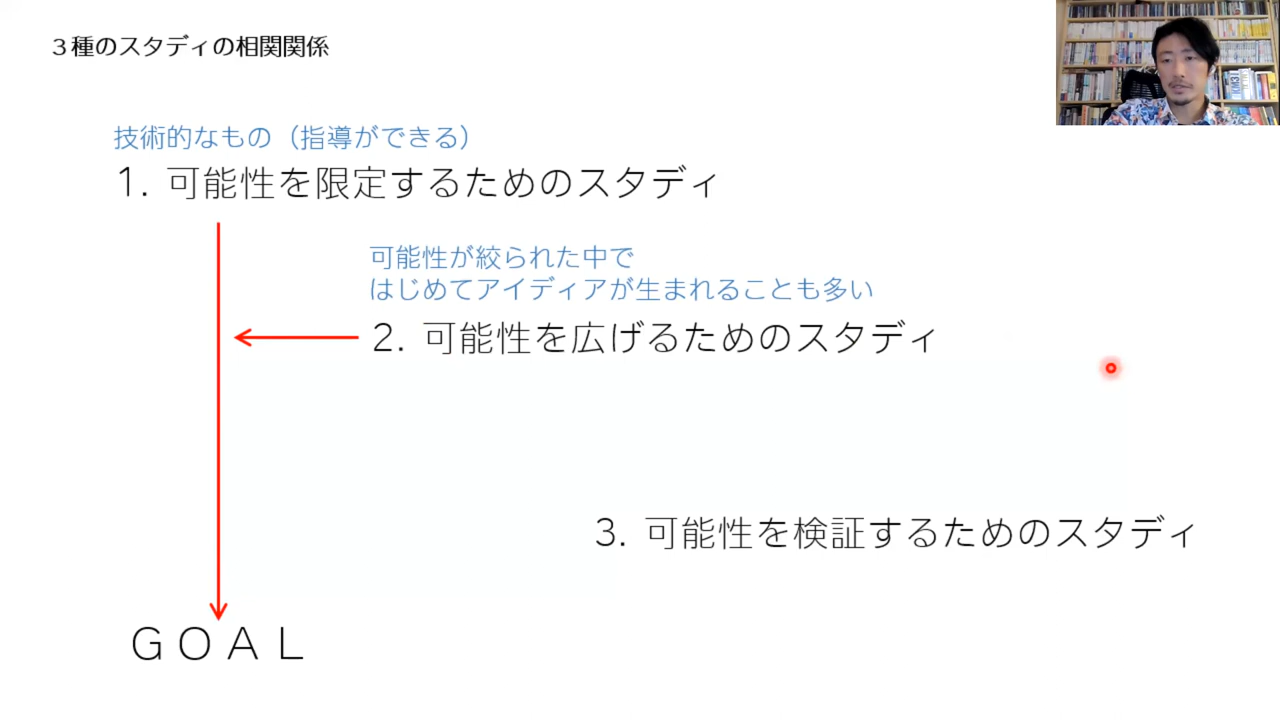 ３種のスタディの相関関係
技術的なもの（指導ができる）
1. 可能性を限定するためのスタディ
可能性が絞られた中で
はじめてアイディアが生まれることも多い
2. 可能性を広げるためのスタディ
3. 可能性を検証するためのスタディ
ＧＯＡＬ